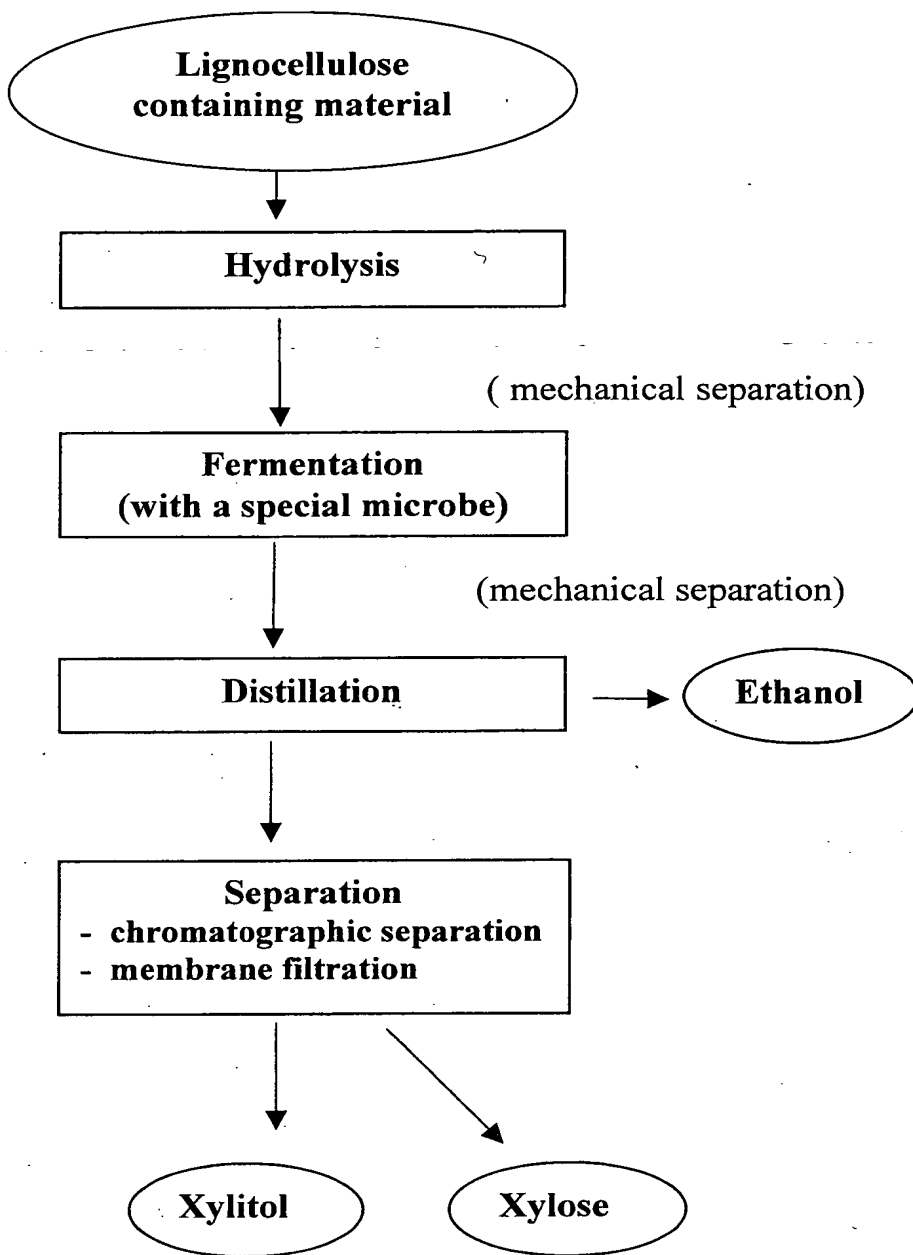 Lignocellulose
containing material
Hydrolysis
( mechanical separation)
Fermentation
(with a special microbe)
(mechanical separation)
Distillation
Ethanol
Separation
- chromatographic separation
- membrane filtration
Xylitol
Xylose